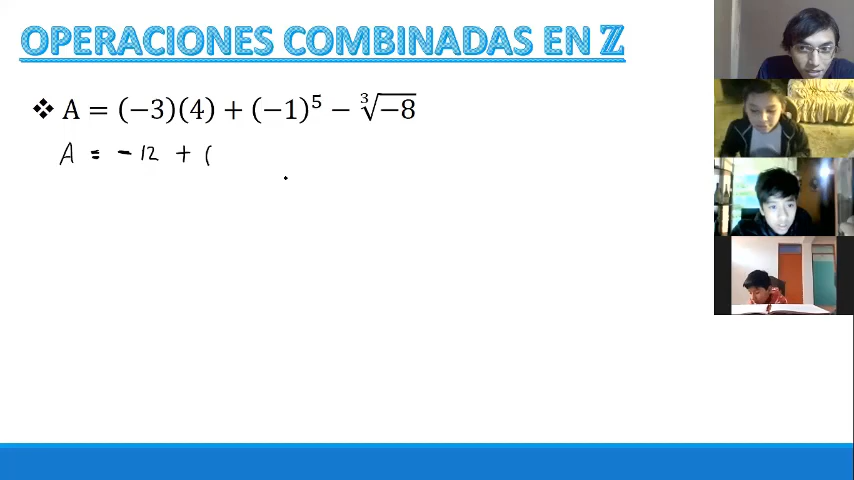 OPERACIONES COMBINADAS EN ℤ
❖ A = (−3)(4) + (−1)⁵ − ∛−8
A = -12 + (